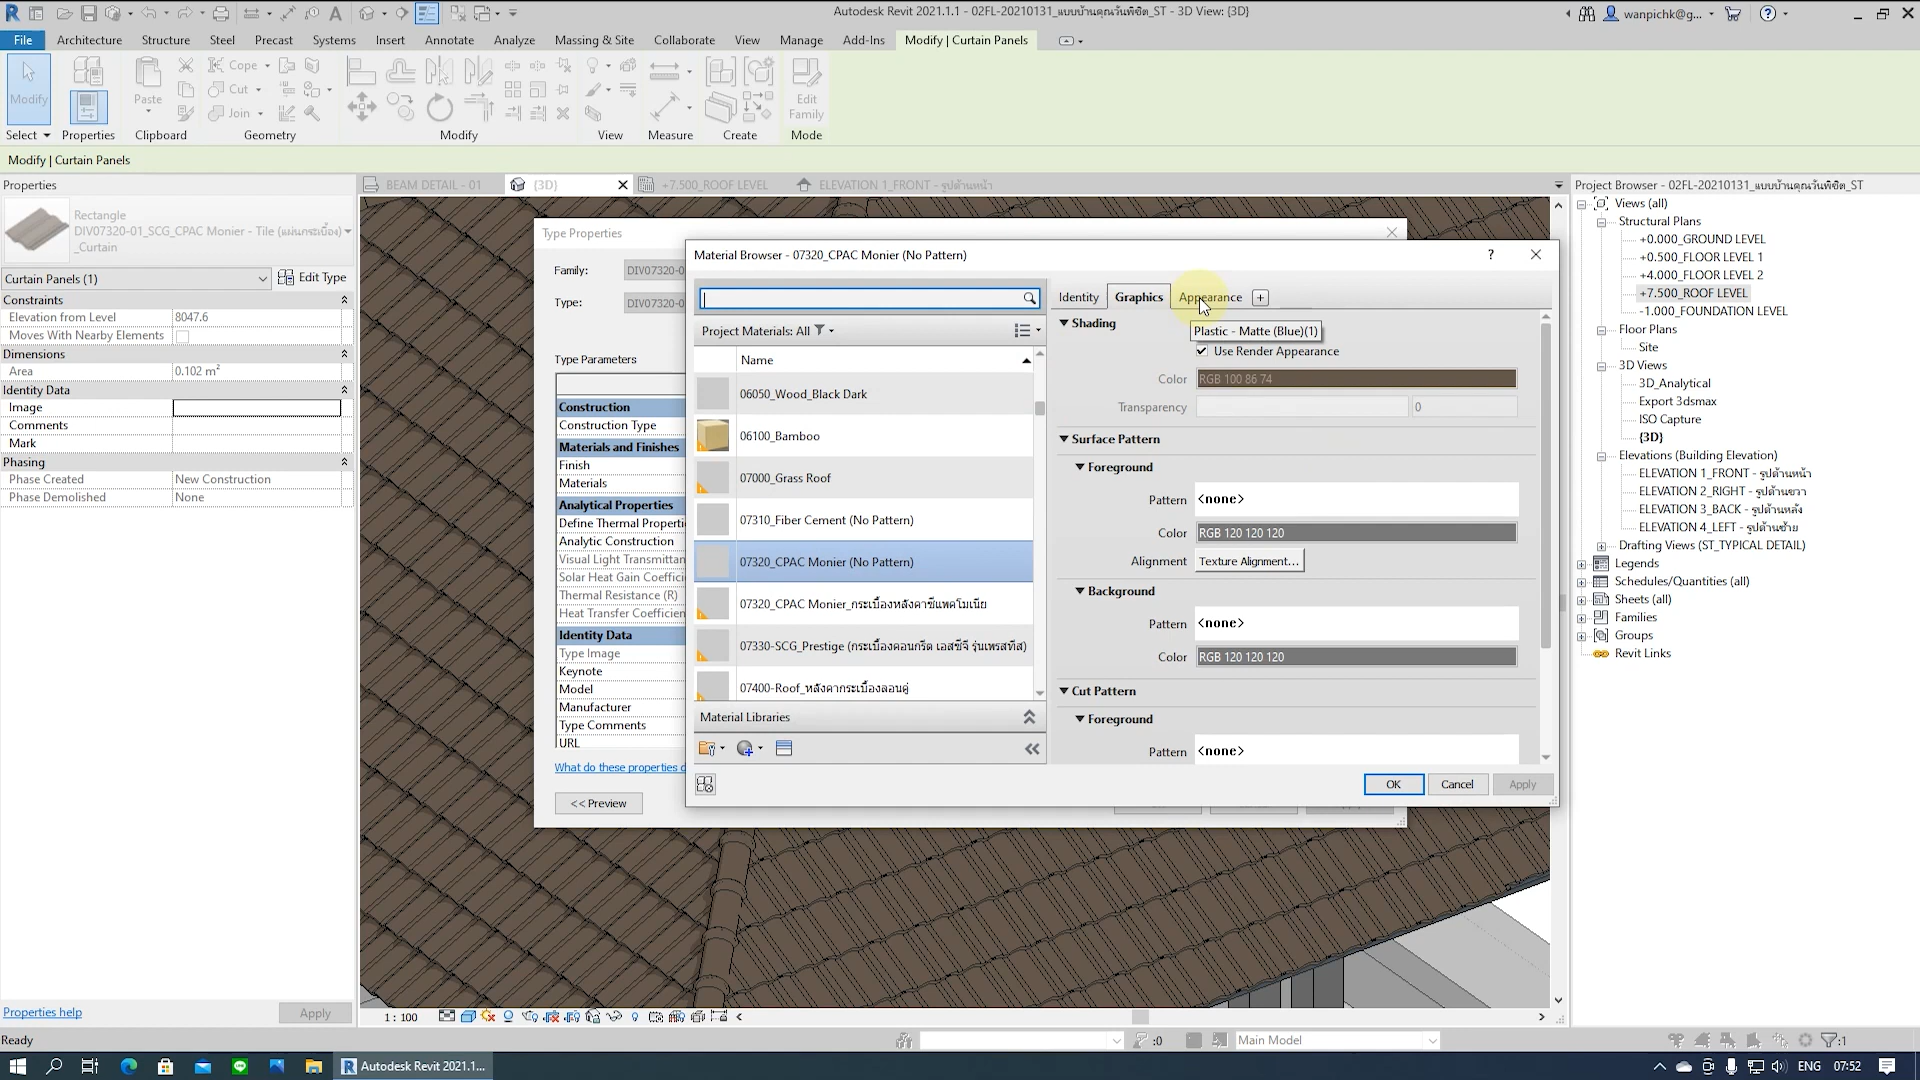 Autodesk Revit 2021.1.1 - 02FL-20210131_แบบบ้านคุณวันพิชิต_ST - 3D View: {3D}
wanpichk@g...
File Architecture Structure Steel Precast Systems Insert Annotate Analyze Massing & Site Collaborate View Manage Add-Ins Modify | Curtain Panels
Modify Paste Cope Cut Join Edit Family
Select Properties Clipboard Geometry Modify View Measure Create Mode
Modify | Curtain Panels
Properties
Rectangle
DIV07320-01_SCG_CPAC Monier - Tile (แผ่นกระเบื้อง)
_Curtain
Curtain Panels (1) Edit Type
Constraints
Elevation from Level 8047.6
Moves With Nearby Elements
Dimensions
Area 0.102 m²
Identity Data
Image
Comments
Mark
Phasing
Phase Created New Construction
Phase Demolished None
Properties help Apply
BEAM DETAIL - 01 {3D} +7.500_ROOF LEVEL ELEVATION 1_FRONT - รูปด้านหน้า
Type Properties
Family: DIV07320-0
Type: DIV07320-0
Type Parameters
Construction
Construction Type
Materials and Finishes
Finish
Materials
Analytical Properties
Define Thermal Properti
Analytic Construction
Visual Light Transmittan
Solar Heat Gain Coeffici
Thermal Resistance (R)
Heat Transfer Coefficien
Identity Data
Type Image
Keynote
Model
Manufacturer
Type Comments
URL
What do these properties d
<< Preview
Material Browser - 07320_CPAC Monier (No Pattern)
?
Project Materials: All
Name
06050_Wood_Black Dark
06100_Bamboo
07000_Grass Roof
07310_Fiber Cement (No Pattern)
07320_CPAC Monier (No Pattern)
07320_CPAC Monier_กระเบื้องหลังคาซีแพคโมเนีย
07330-SCG_Prestige (กระเบื้องคอนกรีต เอสซีจี รุ่นเพรสทีส)
07400-Roof_หลังคากระเบื้องลอนคู่
Material Libraries
Identity Graphics Appearance
Shading
Plastic - Matte (Blue)(1)
Use Render Appearance
Color RGB 100 86 74
Transparency 0
Surface Pattern
Foreground
Pattern <none>
Color RGB 120 120 120
Alignment Texture Alignment...
Background
Pattern <none>
Color RGB 120 120 120
Cut Pattern
Foreground
Pattern <none>
OK Cancel Apply
Project Browser - 02FL-20210131_แบบบ้านคุณวันพิชิต_ST
Views (all)
Structural Plans
+0.000_GROUND LEVEL
+0.500_FLOOR LEVEL 1
+4.000_FLOOR LEVEL 2
+7.500_ROOF LEVEL
-1.000_FOUNDATION LEVEL
Floor Plans
Site
3D Views
3D_Analytical
Export 3dsmax
ISO Capture
{3D}
Elevations (Building Elevation)
ELEVATION 1_FRONT - รูปด้านหน้า
ELEVATION 2_RIGHT - รูปด้านขวา
ELEVATION 3_BACK - รูปด้านหลัง
ELEVATION 4_LEFT - รูปด้านซ้าย
Drafting Views (ST_TYPICAL DETAIL)
Legends
Schedules/Quantities (all)
Sheets (all)
Families
Groups
Revit Links
1 : 100
Ready :0 Main Model :1
Autodesk Revit 2021.1... ENG 07:52